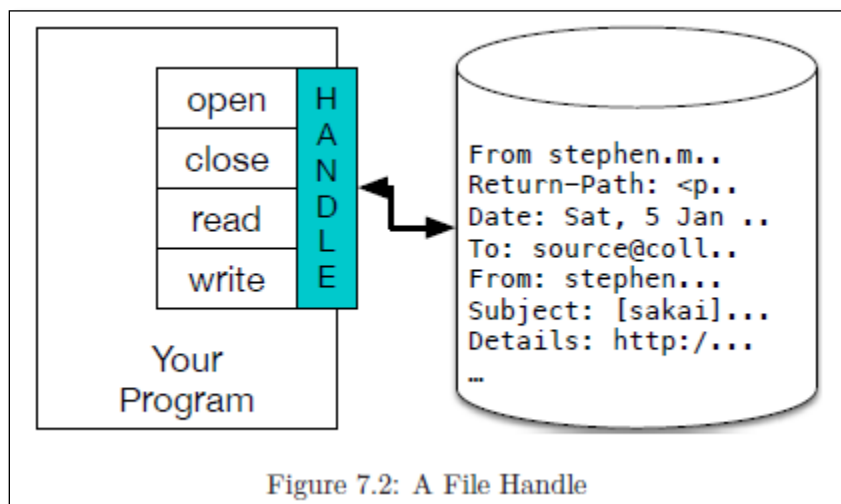 open
close
read
write
HANDLE
Your
Program
From stephen.m..
Return-Path: <p..
Date: Sat, 5 Jan ..
To: source@coll..
From: stephen...
Subject: [sakai]...
Details: http:/...
…
Figure 7.2: A File Handle